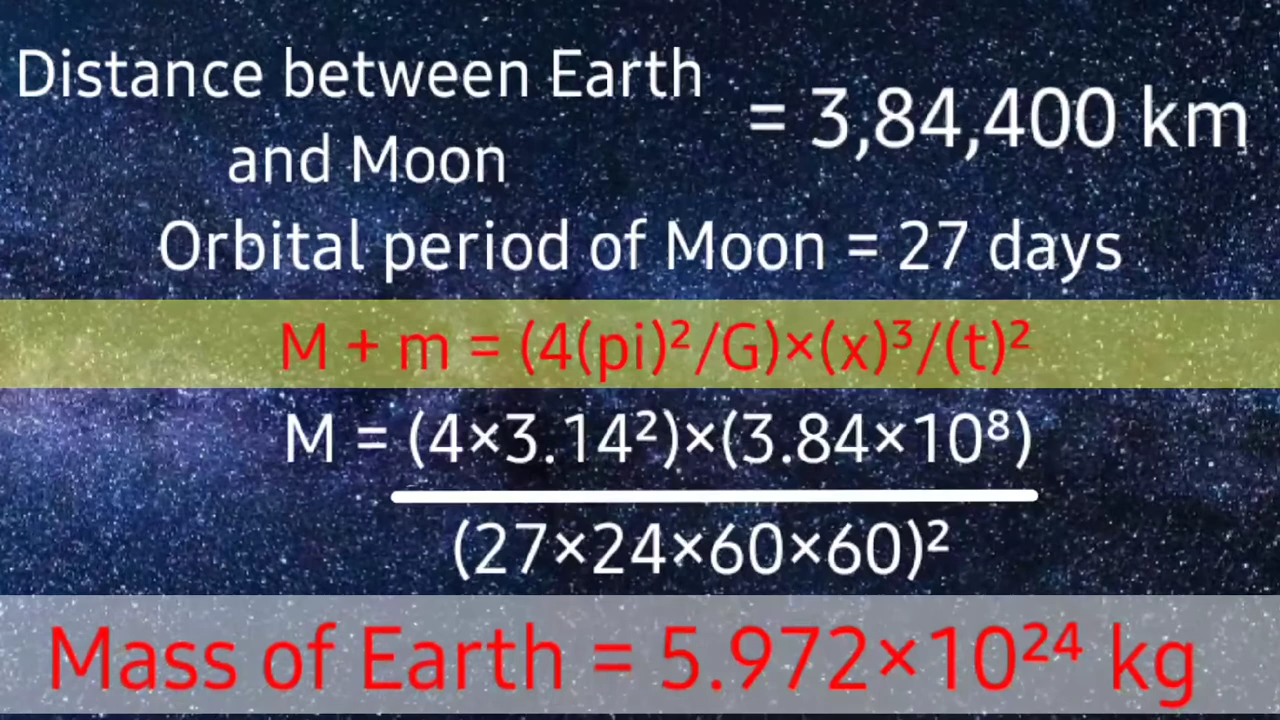 Distance between Earth
and Moon
= 3,84,400 km
Orbital period of Moon = 27 days
M + m = (4(pi)²/G)×(x)³/(t)²
M = (4×3.14²)×(3.84×10⁸)
(27×24×60×60)²
Mass of Earth = 5.972×10²⁴ kg